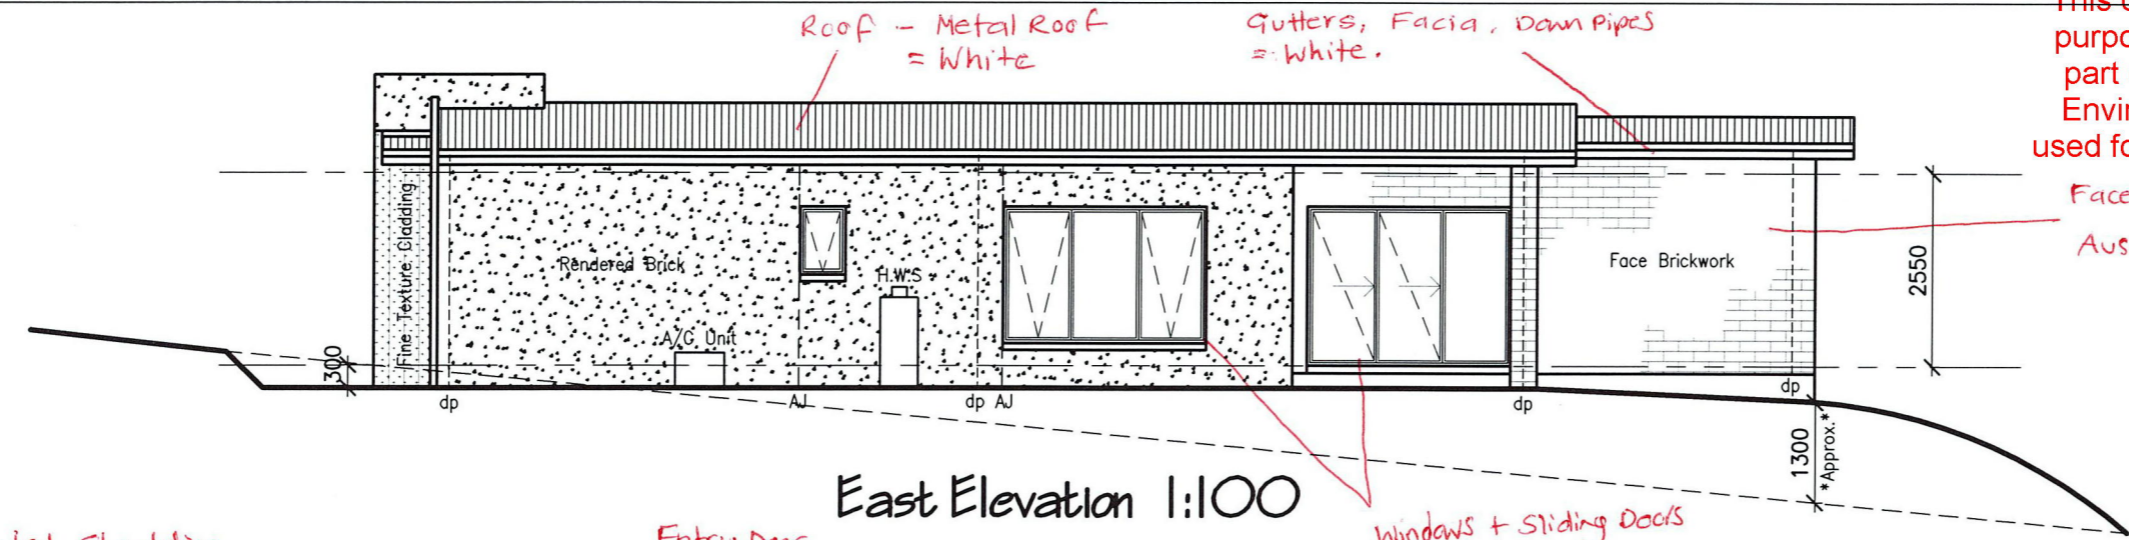 Roof - Metal Roof
= White
Gutters, Facia, Down Pipes
= White.
purpo
part
Envir
used fo
Face
Aus
Fine Texture Cladding
Rendered Brick
A/C Unit
H.W.S
Face Brickwork
2550
300
dp
AJ
dp AJ
dp
dp
1300
*Approx.*
East Elevation 1:100
Entry Door
Windows + Sliding Doors